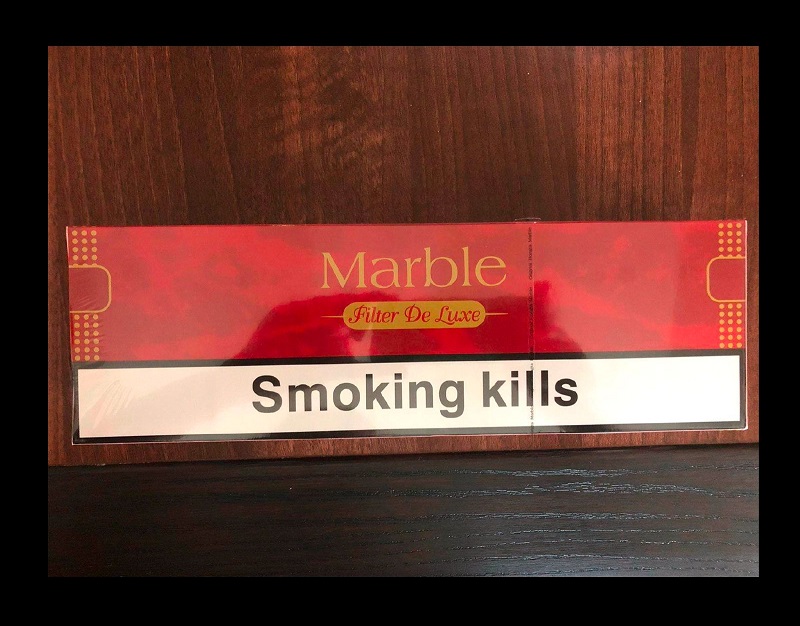 Marble
Filter De Luxe
Smoking kills